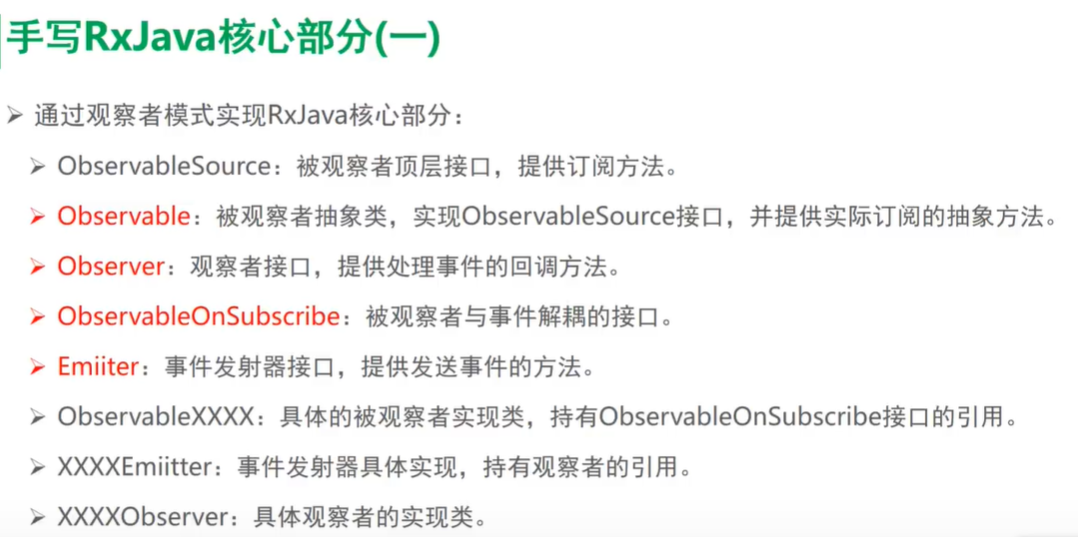 手写RxJava核心部分(一)
➢ 通过观察者模式实现RxJava核心部分：
➢ ObservableSource：被观察者顶层接口，提供订阅方法。
➢ Observable：被观察者抽象类，实现ObservableSource接口，并提供实际订阅的抽象方法。
➢ Observer：观察者接口，提供处理事件的回调方法。
➢ ObservableOnSubscribe：被观察者与事件解耦的接口。
➢ Emiiter：事件发射器接口，提供发送事件的方法。
➢ ObservableXXXX：具体的被观察者实现类，持有ObservableOnSubscribe接口的引用。
➢ XXXXEmiitter：事件发射器具体实现，持有观察者的引用。
➢ XXXXObserver：具体观察者的实现类。